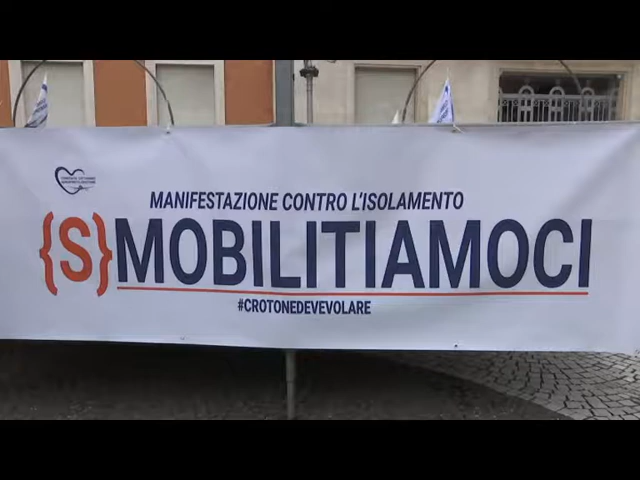 MANIFESTAZIONE CONTRO L'ISOLAMENTO
{S}MOBILITIAMOCI
#CROTONEDEVEVOLARE